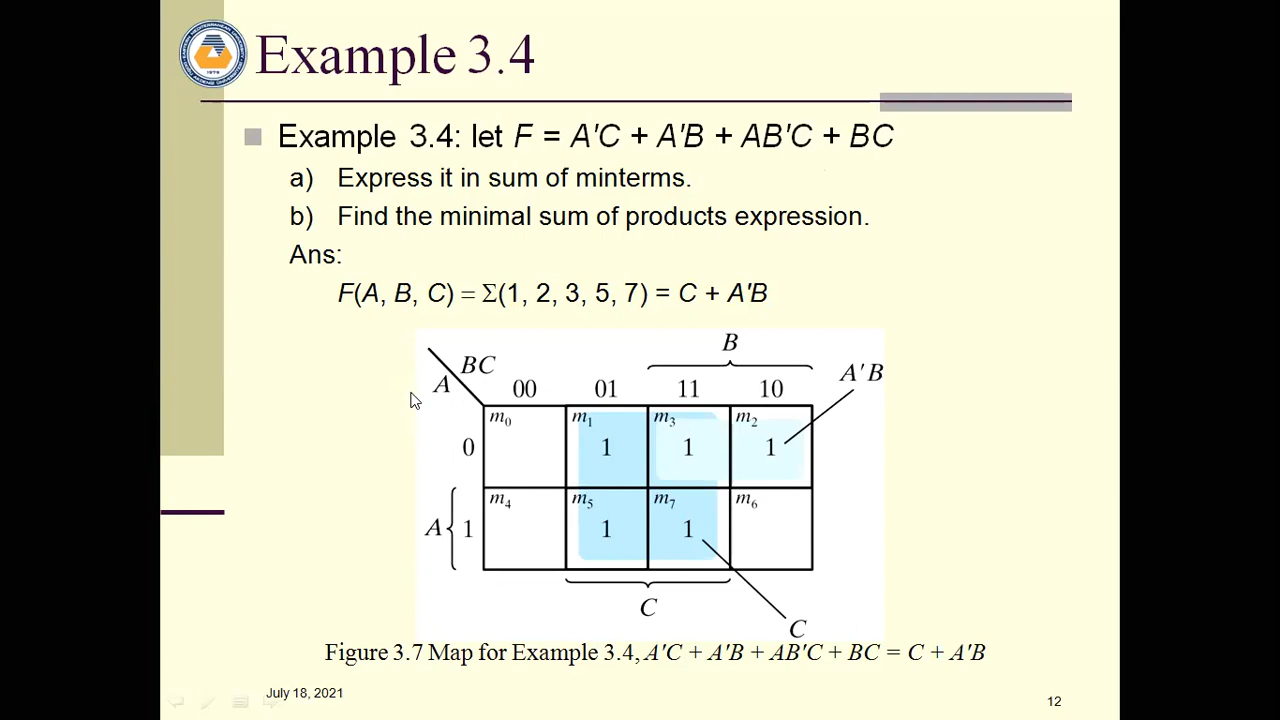 Example 3.4
Example 3.4: let F = A′C + A′B + AB′C + BC
a) Express it in sum of minterms.
b) Find the minimal sum of products expression.
Ans:
F(A, B, C) = Σ(1, 2, 3, 5, 7) = C + A′B
B
BC
A
A′B
00 01 11 10
m₀ m₁ m₃ m₂
0 1 1 1
m₄ m₅ m₇ m₆
A 1 1 1
C
C
Figure 3.7 Map for Example 3.4, A′C + A′B + AB′C + BC = C + A′B
July 18, 2021
12